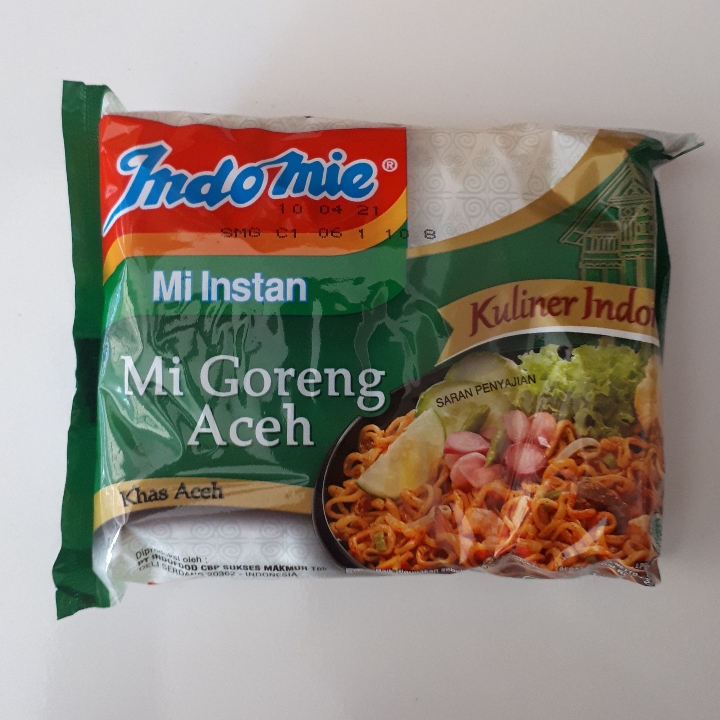 Indomie®
10 04 21
SMG C1 06 1 10 8
Mi Instan
Kuliner Indo
Mi Goreng
Aceh
SARAN PENYAJIAN
Khas Aceh
Diproduksi oleh :
PT INDOFOOD CBP SUKSES MAKMUR Tbk
DELI SERDANG 20362 - INDONESIA